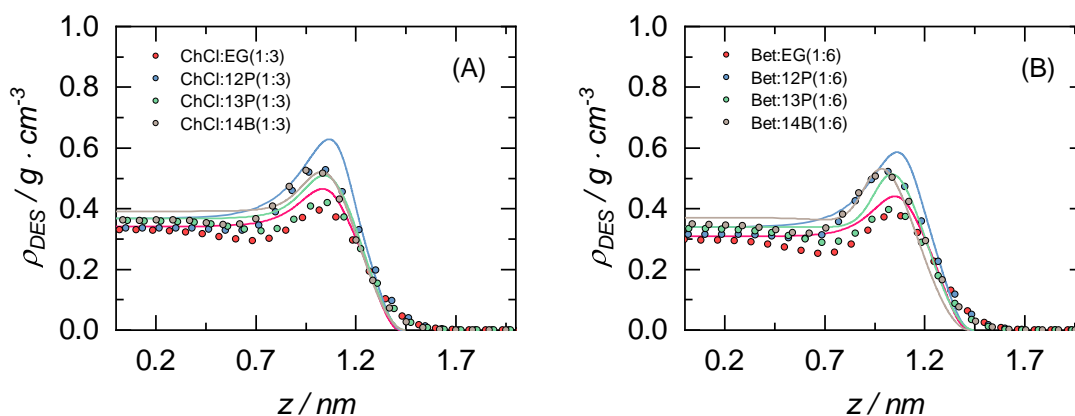 1.0
0.8
0.6
0.4
0.2
0.0
ρDES / g · cm-3
ChCl:EG(1:3)
ChCl:12P(1:3)
ChCl:13P(1:3)
ChCl:14B(1:3)
(A)
0.2 0.7 1.2 1.7
z / nm
1.0
0.8
0.6
0.4
0.2
0.0
ρDES / g · cm-3
Bet:EG(1:6)
Bet:12P(1:6)
Bet:13P(1:6)
Bet:14B(1:6)
(B)
0.2 0.7 1.2 1.7
z / nm